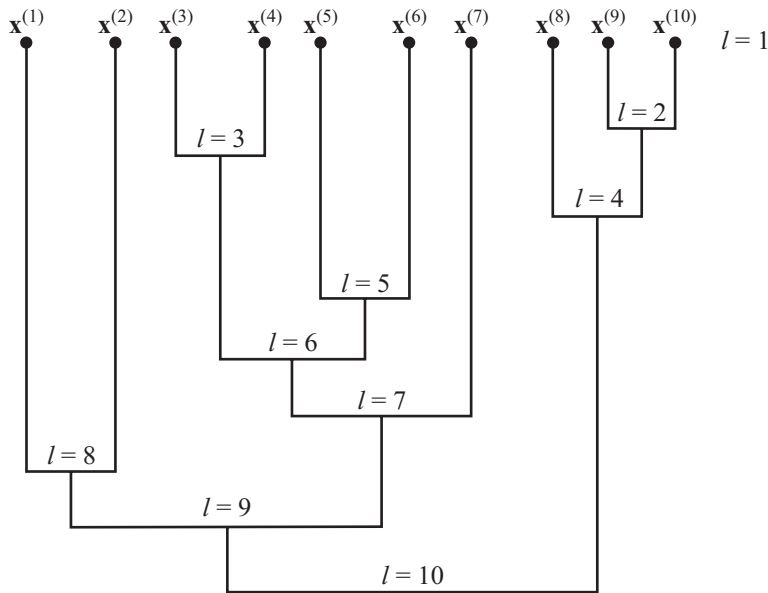 x^(1) x^(2) x^(3) x^(4) x^(5) x^(6) x^(7) x^(8) x^(9) x^(10)
l = 1
l = 2
l = 3
l = 4
l = 5
l = 6
l = 7
l = 8
l = 9
l = 10